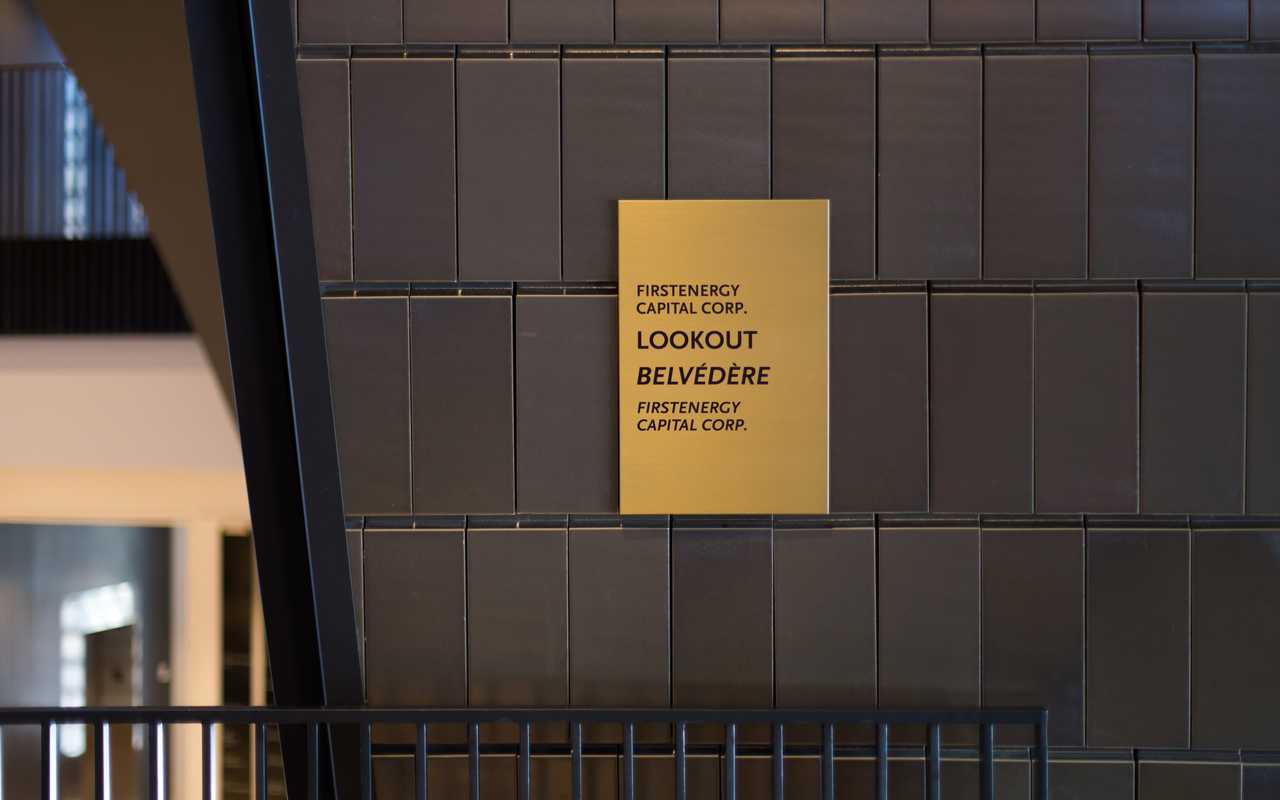 FIRSTENERGY
CAPITAL CORP.
LOOKOUT
BELVÉDÈRE
FIRSTENERGY
CAPITAL CORP.